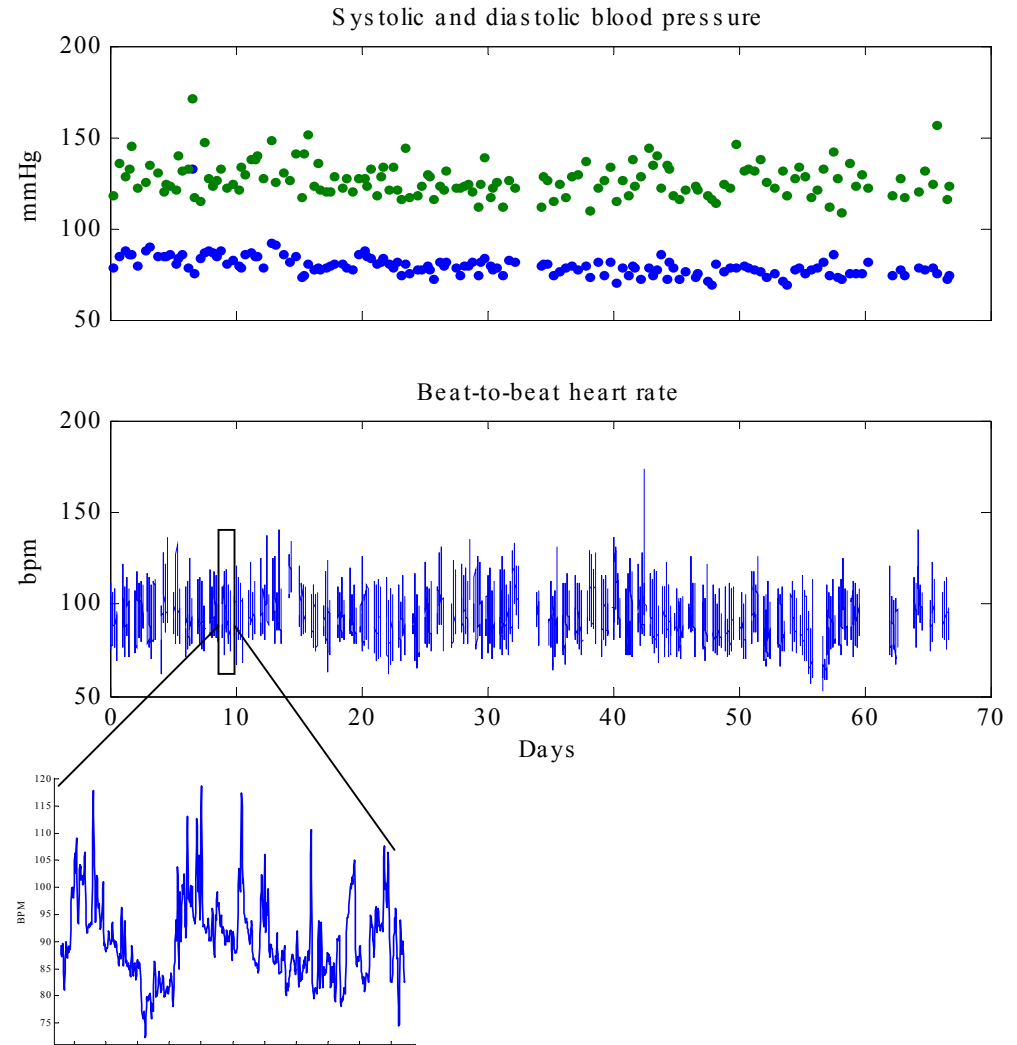 Systolic and diastolic blood pressure
200
150
100
50
mmHg
Beat-to-beat heart rate
200
150
100
50
bpm
0 10 20 30 40 50 60 70
Days
120
115
110
105
100
95
90
85
80
75
BPM